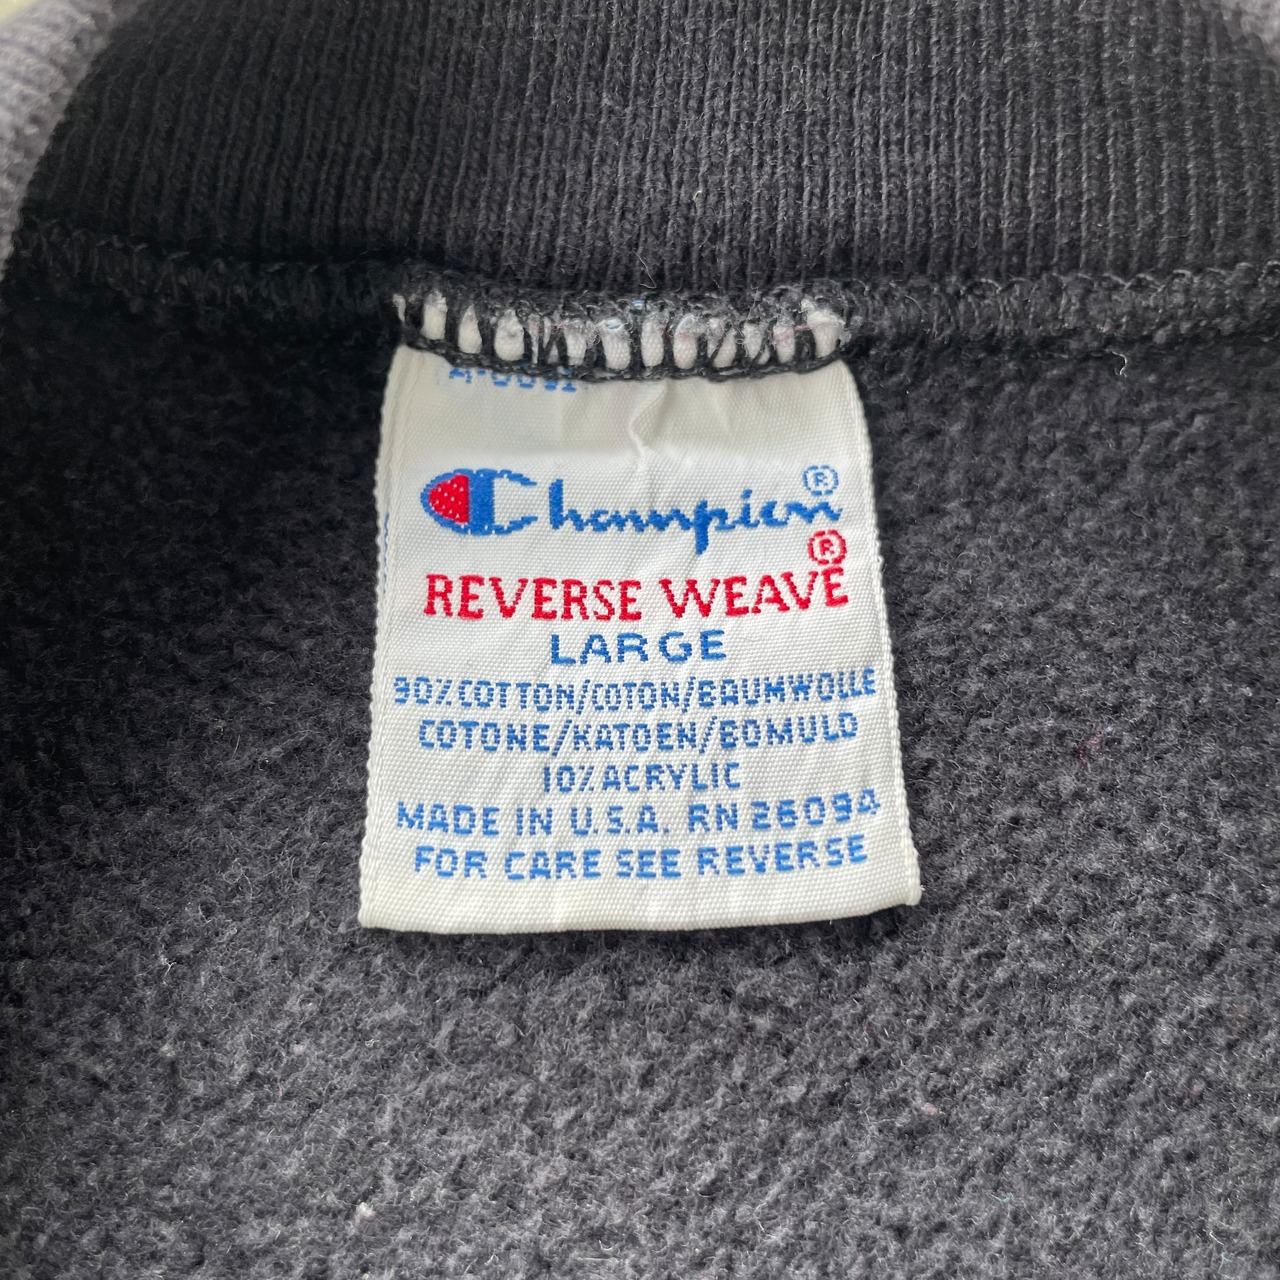 Champion®
REVERSE WEAVE®
LARGE
90% COTTON/COTON/BAUMWOLLE
COTONE/KATOEN/BOMULD
10% ACRYLIC
MADE IN U.S.A. RN 26094
FOR CARE SEE REVERSE